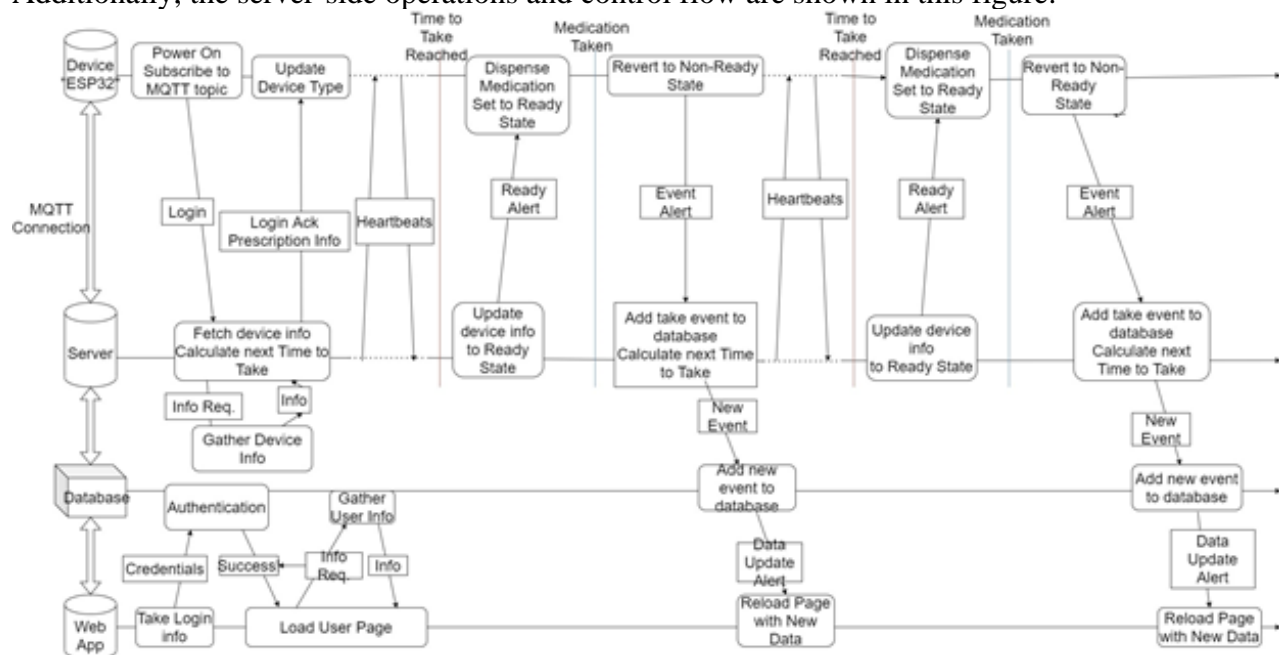 Additionally, the server-side operations and control flow are shown in this figure.
Time to
Take
Reached
Medication
Taken
Time to
Take
Reached
Medication
Taken
Device
"ESP32"
Power On
Subscribe to
MQTT topic
Update
Device Type
Dispense
Medication
Set to Ready
State
Revert to Non-Ready
State
Dispense
Medication
Set to Ready
State
Revert to Non-
Ready
State
MQTT
Connection
Login
Login Ack
Prescription Info
Heartbeats
Ready
Alert
Event
Alert
Heartbeats
Ready
Alert
Event
Alert
Server
Fetch device info
Calculate next Time to
Take
Update
device info
to Ready
State
Add take event to
database
Calculate next Time
to Take
Update device
info
to Ready State
Add take event to
database
Calculate next
Time to Take
Info Req.
Info
Gather Device
Info
New
Event
New
Event
Database
Authentication
Gather
User Info
Add new
event to
database
Add new event
to database
Credentials
Success!
Info
Req.
Info
Data
Update
Alert
Data
Update
Alert
Web
App
Take Login
info
Load User Page
Reload Page
with New
Data
Reload Page
with New Data